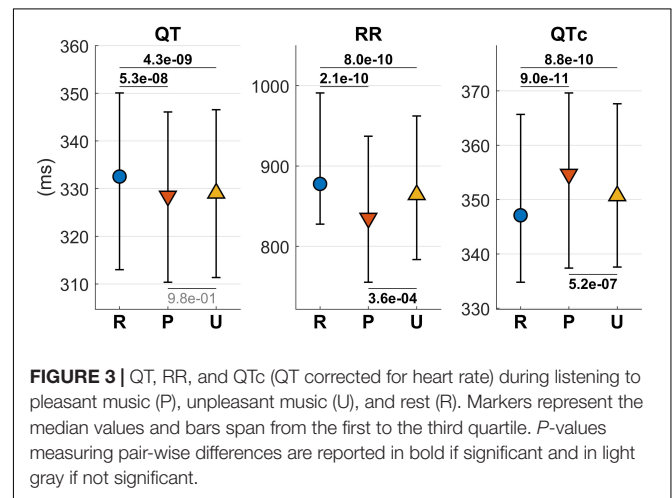 QT RR QTc
360 4.3e-09 8.0e-10 8.8e-10
5.3e-08 2.1e-10 9.0e-11
350 1000 370
340 360
(ms) 330 900 350
320 800 340
310 9.8e-01 3.6e-04 5.2e-07
330
R P U R P U R P U
FIGURE 3 | QT, RR, and QTc (QT corrected for heart rate) during listening to
pleasant music (P), unpleasant music (U), and rest (R). Markers represent the
median values and bars span from the first to the third quartile. P-values
measuring pair-wise differences are reported in bold if significant and in light
gray if not significant.